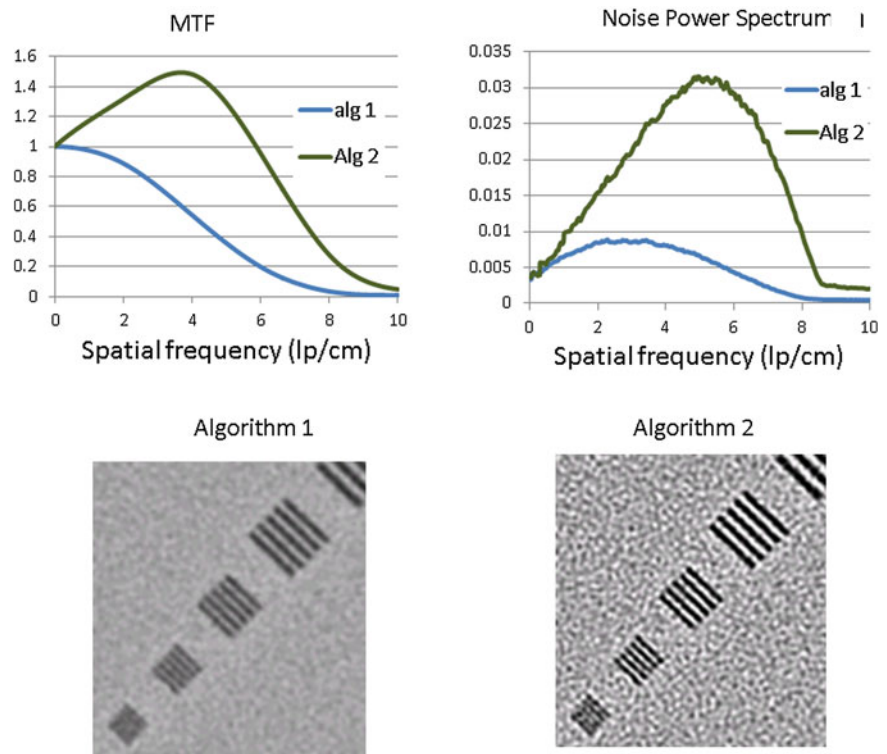 MTF
1.6
1.4
1.2
1
0.8
0.6
0.4
0.2
0
0 2 4 6 8 10
alg 1
Alg 2
Spatial frequency (lp/cm)
Noise Power Spectrum
0.035
0.03
0.025
0.02
0.015
0.01
0.005
0
0 2 4 6 8 10
alg 1
Alg 2
Spatial frequency (lp/cm)
Algorithm 1
Algorithm 2